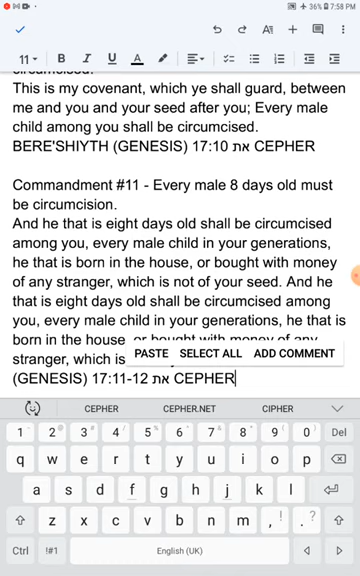 36% 7:58 PM
11 B I U A
circumcised.
This is my covenant, which ye shall guard, between
me and you and your seed after you; Every male
child among you shall be circumcised.
BERE'SHIYTH (GENESIS) 17:10 את CEPHER
Commandment #11 - Every male 8 days old must
be circumcision.
And he that is eight days old shall be circumcised
among you, every male child in your generations,
he that is born in the house, or bought with money
of any stranger, which is not of your seed. And he
that is eight days old shall be circumcised among
you, every male child in your generations, he that is
born in the house, or bought with money of any
stranger, which is
PASTE SELECT ALL ADD COMMENT
(GENESIS) 17:11-12 את CEPHER
CEPHER CEPHER.NET CIPHER
1 2 3 4 5 6 7 8 9 0 Del
q w e r t y u i o p
a s d f g h j k l
z x c v b n m , ! . ?
Ctrl !#1 English (UK)